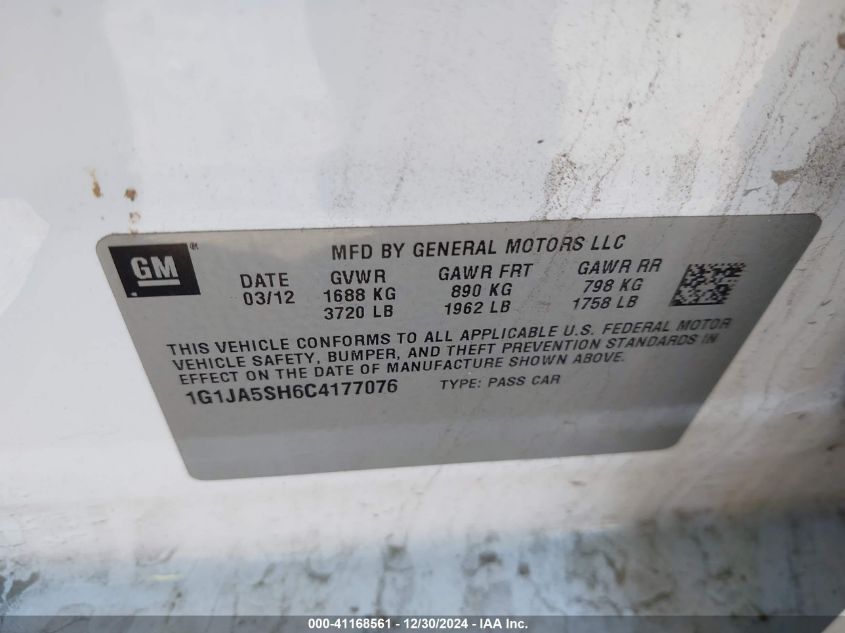 GM ®
MFD BY GENERAL MOTORS LLC
DATE GVWR GAWR FRT GAWR RR
03/12 1688 KG 890 KG 798 KG
3720 LB 1962 LB 1758 LB
THIS VEHICLE CONFORMS TO ALL APPLICABLE U.S. FEDERAL MOTOR
VEHICLE SAFETY, BUMPER, AND THEFT PREVENTION STANDARDS IN
EFFECT ON THE DATE OF MANUFACTURE SHOWN ABOVE.
1G1JA5SH6C4177076 TYPE: PASS CAR
000-41168561 - 12/30/2024 - IAA Inc.